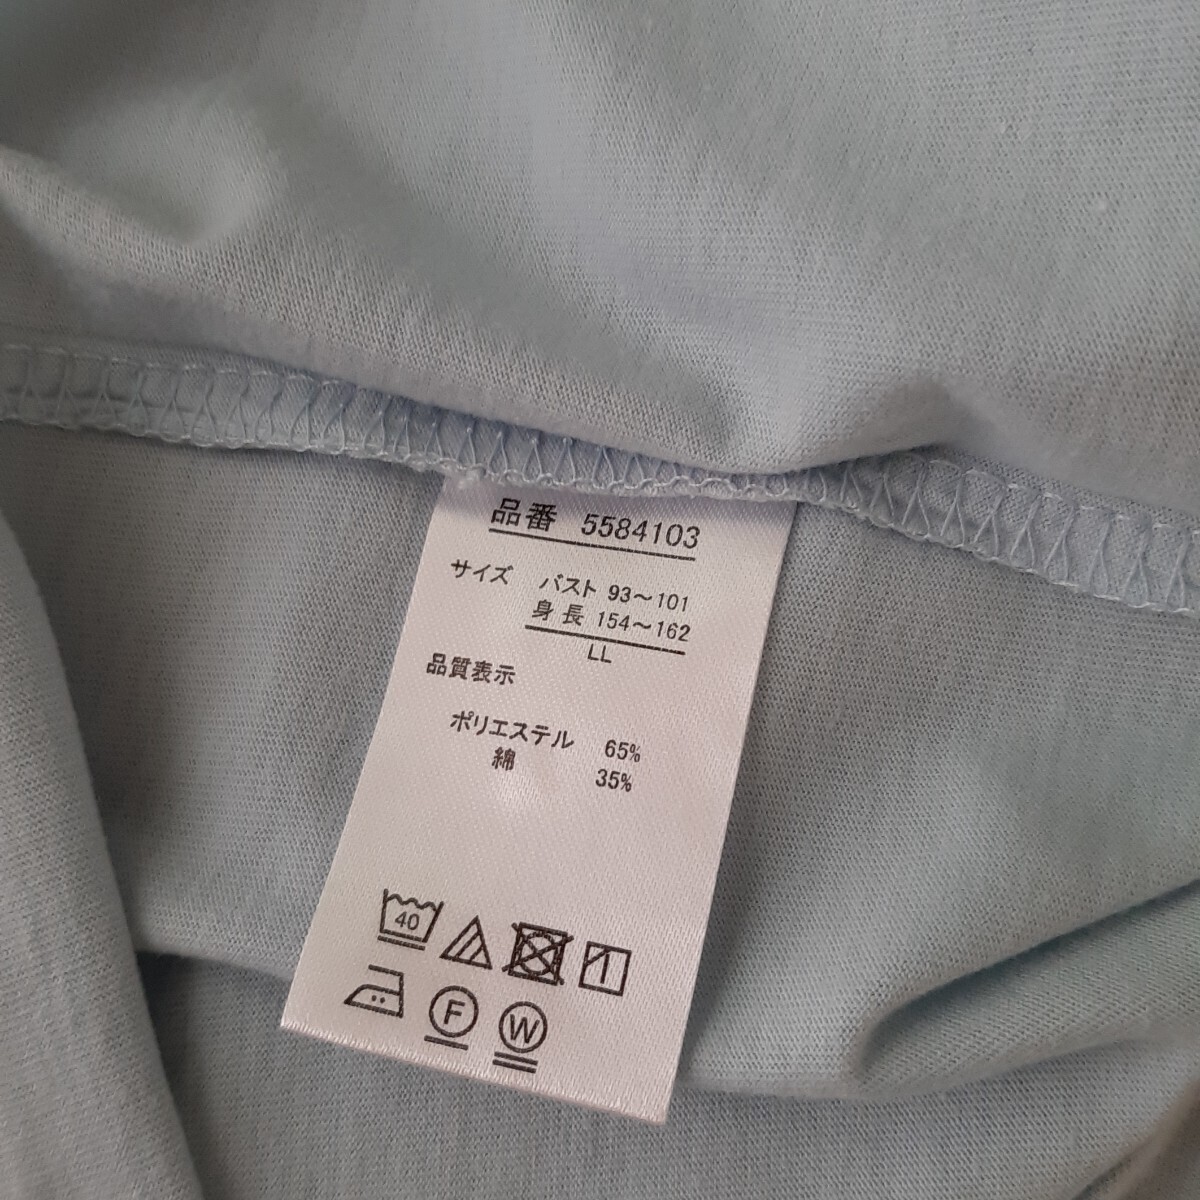 品番 5584103
サイズ バスト 93～101
身長 154～162
LL
品質表示
ポリエステル 65%
綿 35%
40
F W